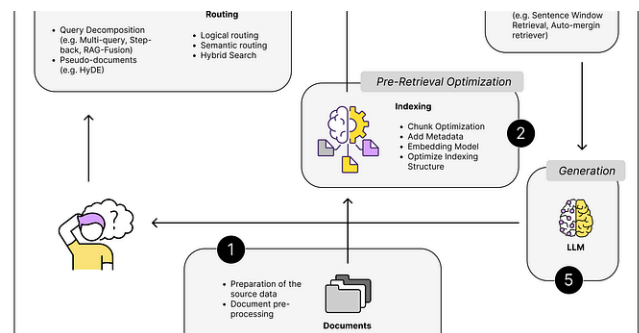 Routing
• Query Decomposition
(e.g. Multi-query, Step-
back, RAG-Fusion)
• Pseudo-documents
(e.g. HyDE)
• Logical routing
• Semantic routing
• Hybrid Search
(e.g. Sentence Window
Retrieval, Auto-margin
retriever)
Pre-Retrieval Optimization
Indexing
• Chunk Optimization
• Add Metadata
• Embedding Model
• Optimize Indexing
Structure
2
Generation
LLM
5
?
1
• Preparation of the
source data
• Document pre-
processing
Documents